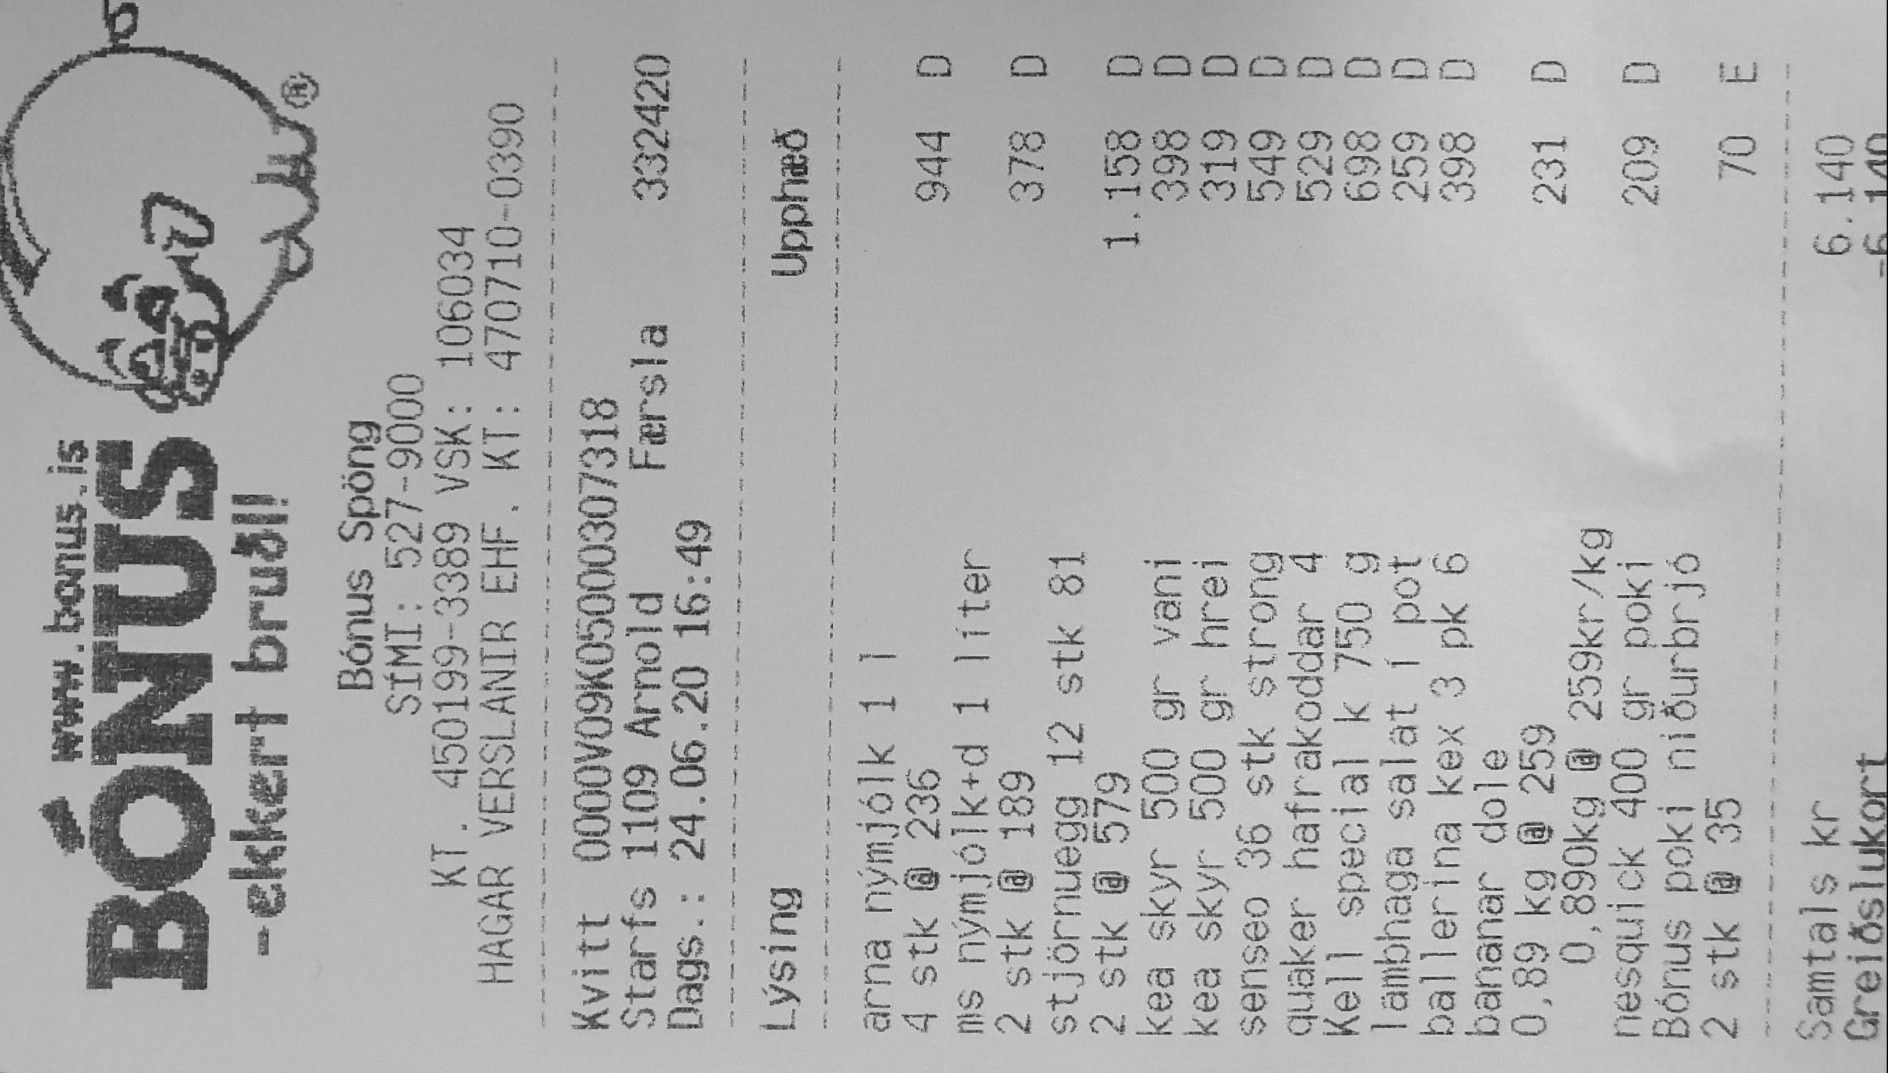 www.bonus.is
BÓNUS
-ekkert bruðl!
®
Bónus Spöng
SÍMI: 527-9000
KT. 450199-3389 VSK: 106034
HAGAR VERSLANIR EHF. KT: 470710-0390
Kvitt 0000V09K05000307318
Starfs 1109 Arnold Færsla 332420
Dags.: 24.06.20 16:49
Lýsing Upphæð
arna nýmjólk 1 l
4 stk @ 236 944 D
ms nýmjólk+d 1 líter
2 stk @ 189 378 D
stjörnuegg 12 stk 81
2 stk @ 579 1.158 D
kea skyr 500 gr vani 398 D
kea skyr 500 gr hrei 319 D
senseo 36 stk strong 549 D
quaker hafrakoddar 4 529 D
Kell special k 750 g 698 D
lambhaga salat í pot 259 D
ballerina kex 3 pk 6 398 D
bananar dole
0,89 kg @ 259 231 D
0,890kg @ 259kr/kg
nesquick 400 gr poki 209 D
Bónus poki niðurbrjó
2 stk @ 35 70 E
Samtals kr 6.140
Greiðslukort -6.140